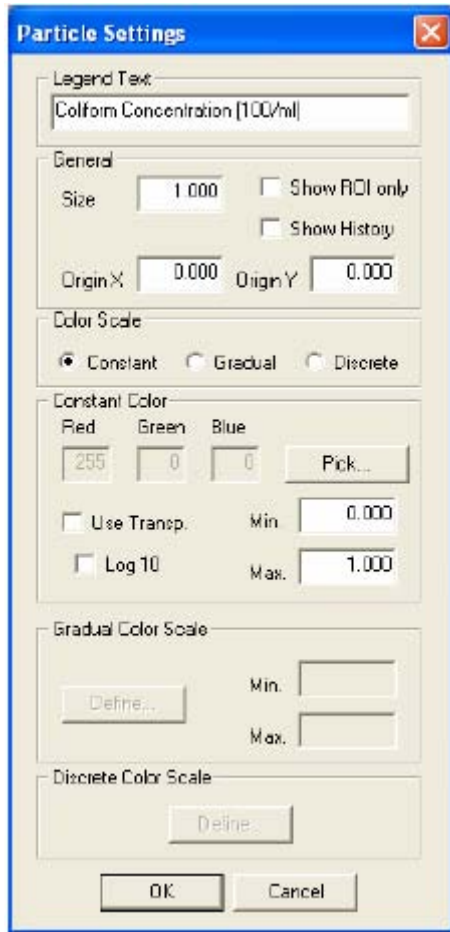 Particle Settings
Legend Text
Coliform Concentration [100/ml]
General
Size 1.000 Show ROI only
Show History
Origin X 0.000 Origin Y 0.000
Color Scale
Constant Gradual Discrete
Constant Color
Red Green Blue
255 0 0 Pick...
Use Transp. Min. 0.000
Log 10 Max. 1.000
Gradual Color Scale
Define... Min.
Max.
Discrete Color Scale
Define...
OK Cancel